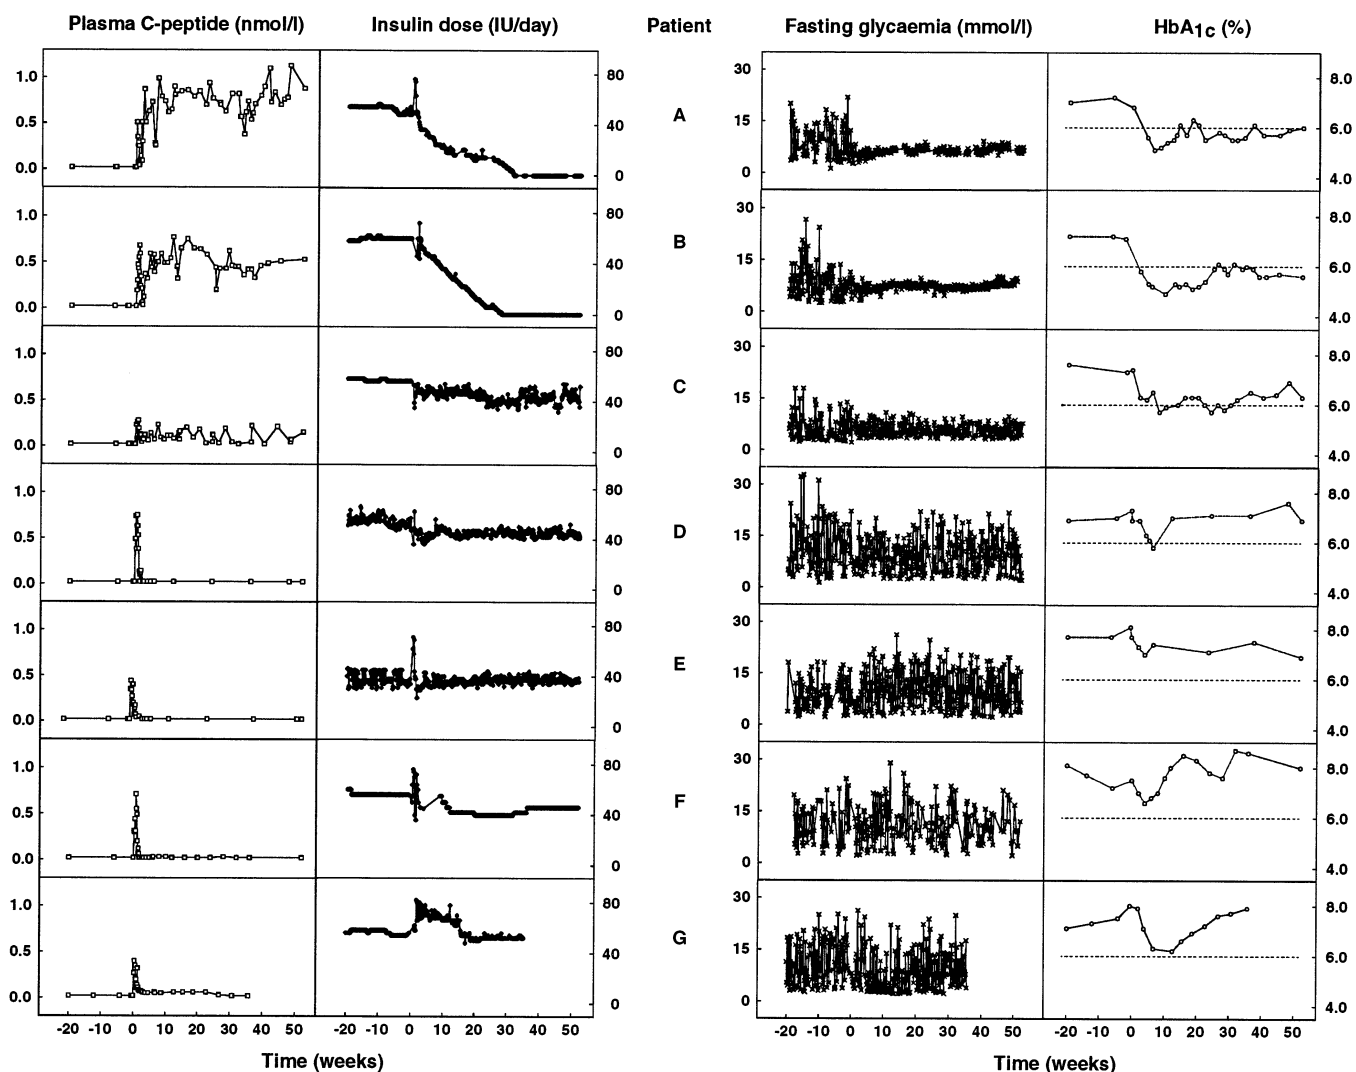 Plasma C-peptide (nmol/l) Insulin dose (IU/day) Patient Fasting glycaemia (mmol/l) HbA1c (%)
1.0 80 A 30 8.0
0.5 40 15 6.0
0.0 0 0 4.0
1.0 80 B 30 8.0
0.5 40 15 6.0
0.0 0 0 4.0
1.0 80 C 30 8.0
0.5 40 15 6.0
0.0 0 0 4.0
1.0 80 D 30 8.0
0.5 40 15 6.0
0.0 0 0 4.0
1.0 80 E 30 8.0
0.5 40 15 6.0
0.0 0 0 4.0
1.0 80 F 30 8.0
0.5 40 15 6.0
0.0 0 0 4.0
1.0 80 G 30 8.0
0.5 40 15 6.0
0.0 0 0 4.0
-20 -10 0 10 20 30 40 50 -20 -10 0 10 20 30 40 50 -20 -10 0 10 20 30 40 50 -20 -10 0 10 20 30 40 50
Time (weeks) Time (weeks)